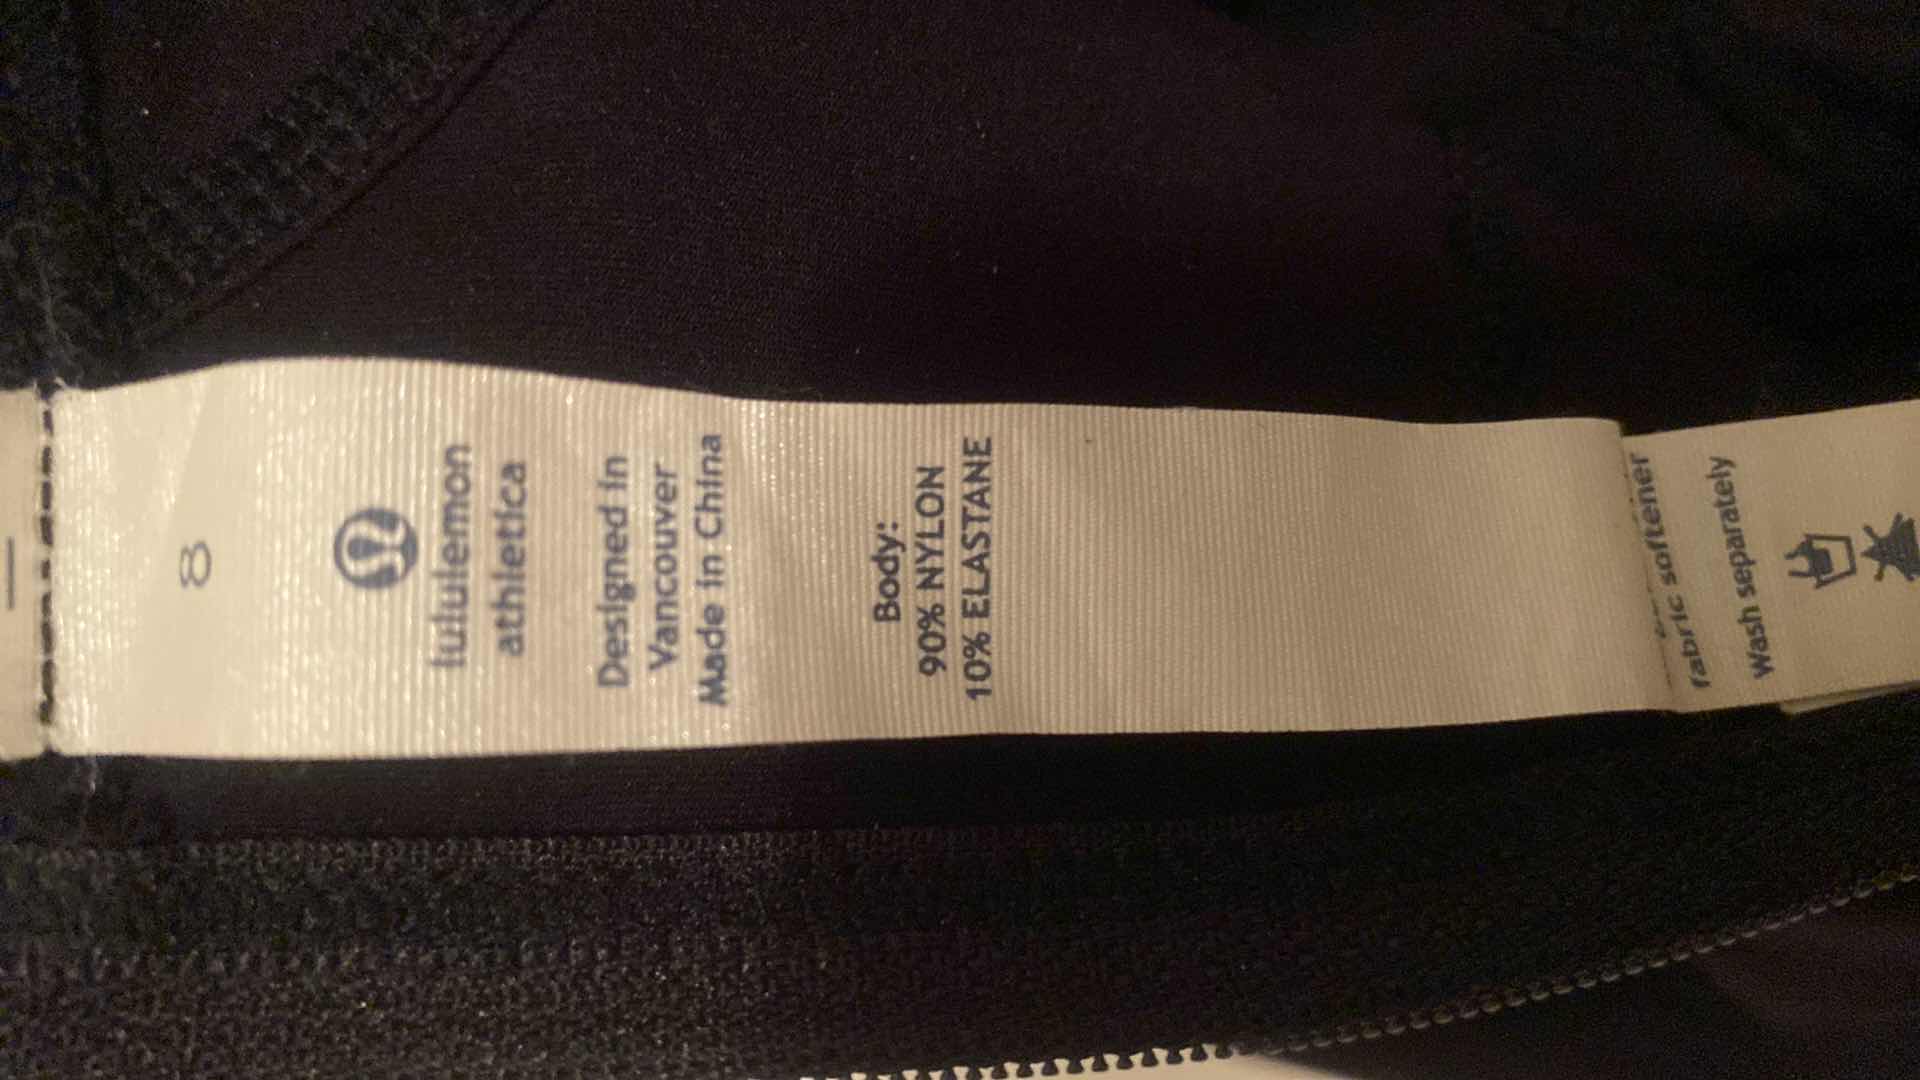 8
lululemon
athletica
Designed in
Vancouver
Made in China
Body:
90% NYLON
10% ELASTANE
fabric softener
Wash separately